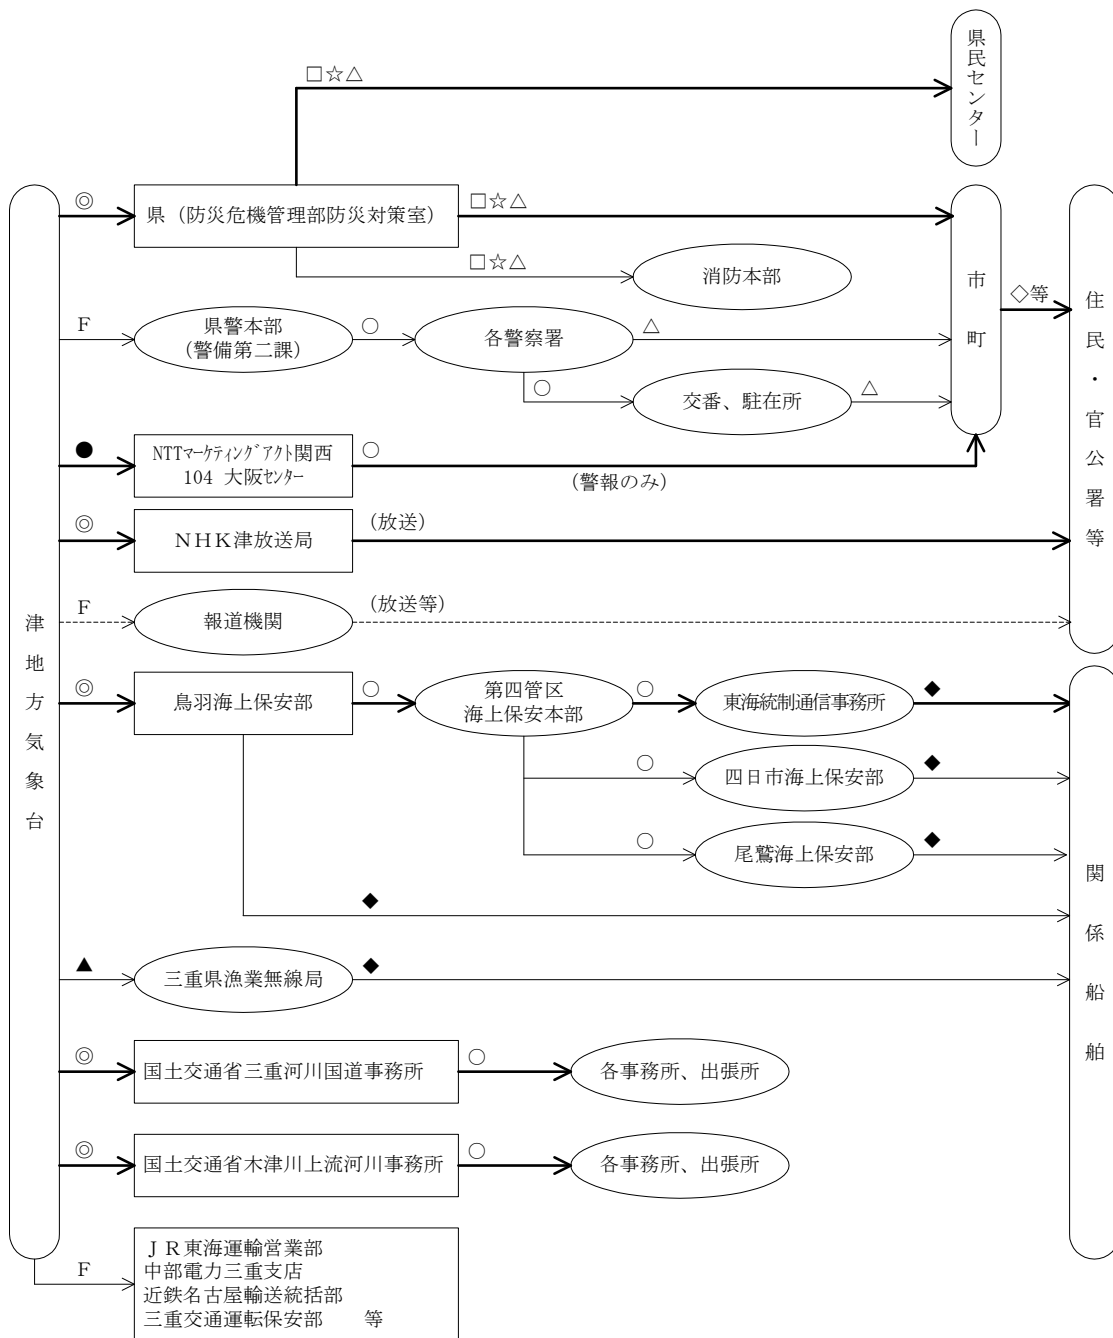 県民センター
□☆△
◎
県（防災危機管理部防災対策室）
□☆△
□☆△
消防本部
市町
◇等
住民・官公署等
F
県警本部
(警備第二課)
○
各警察署
△
○
交番、駐在所
△
●
NTTマーケティングアクト関西
104 大阪センター
○
(警報のみ)
◎
ＮＨＫ津放送局
(放送)
F
報道機関
(放送等)
津地方気象台
◎
鳥羽海上保安部
○
第四管区
海上保安本部
○
東海統制通信事務所
◆
○
四日市海上保安部
◆
○
尾鷲海上保安部
◆
◆
関係船舶
▲
三重県漁業無線局
◆
◎
国土交通省三重河川国道事務所
○
各事務所、出張所
◎
国土交通省木津川上流河川事務所
○
各事務所、出張所
F
ＪＲ東海運輸営業部
中部電力三重支店
近鉄名古屋輸送統括部
三重交通運転保安部　　等